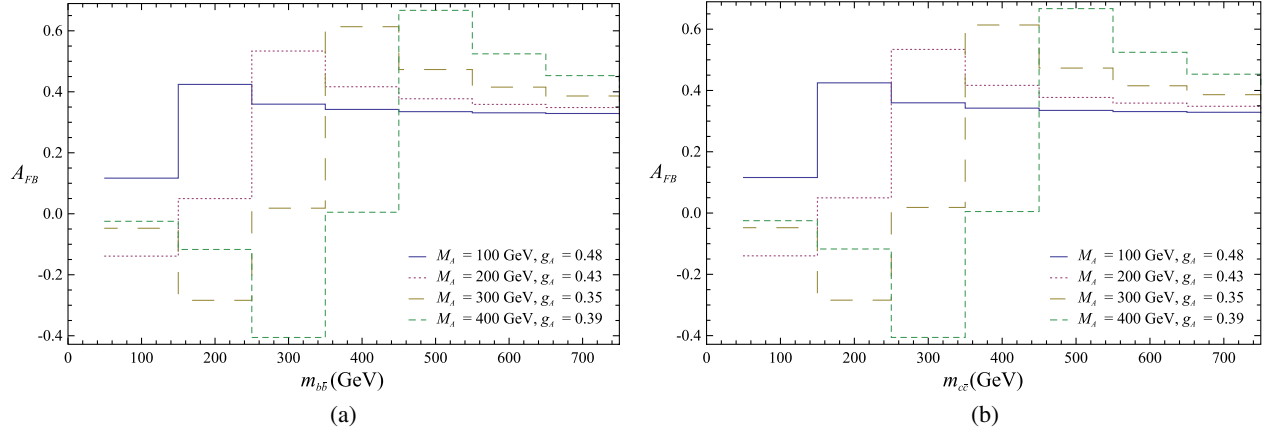 0.6
0.4
0.2
A_FB
0.0
-0.2
-0.4
M_A = 100 GeV, g_A = 0.48
M_A = 200 GeV, g_A = 0.43
M_A = 300 GeV, g_A = 0.35
M_A = 400 GeV, g_A = 0.39
0 100 200 300 400 500 600 700
m_bb̄ (GeV)
(a)
0.6
0.4
0.2
A_FB
0.0
-0.2
-0.4
M_A = 100 GeV, g_A = 0.48
M_A = 200 GeV, g_A = 0.43
M_A = 300 GeV, g_A = 0.35
M_A = 400 GeV, g_A = 0.39
0 100 200 300 400 500 600 700
m_cc̄ (GeV)
(b)